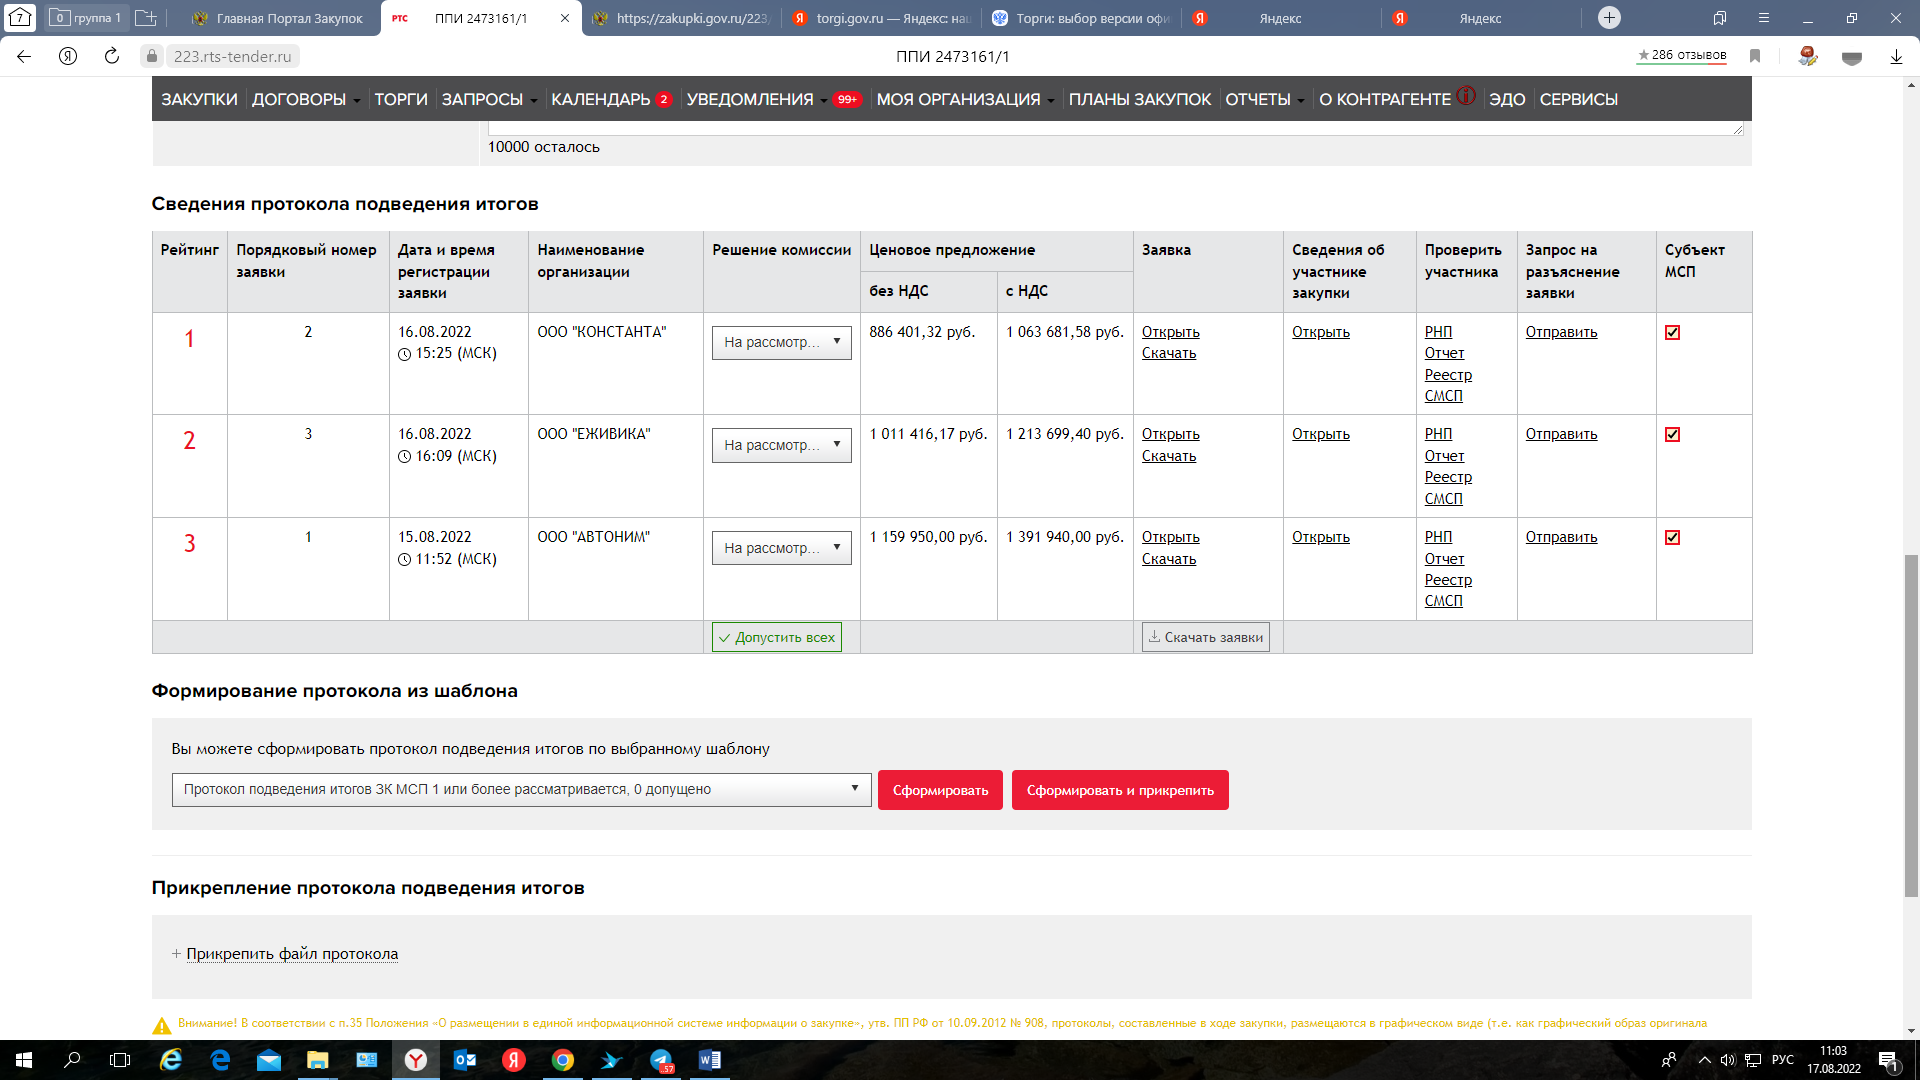 7
0 группа 1
Главная Портал Закупок
РТС ППИ 2473161/1
https://zakupki.gov.ru/223/
torgi.gov.ru — Яндекс: на
Торги: выбор версии офи
Яндекс
Яндекс
223.rts-tender.ru
ППИ 2473161/1
★ 286 отзывов
ЗАКУПКИ ДОГОВОРЫ ТОРГИ ЗАПРОСЫ КАЛЕНДАРЬ 2 УВЕДОМЛЕНИЯ 99+ МОЯ ОРГАНИЗАЦИЯ ПЛАНЫ ЗАКУПОК ОТЧЕТЫ О КОНТРАГЕНТЕ ЭДО СЕРВИСЫ
10000 осталось
Сведения протокола подведения итогов
Рейтинг
Порядковый номер
заявки
Дата и время
регистрации
заявки
Наименование
организации
Решение комиссии
Ценовое предложение
без НДС
с НДС
Заявка
Сведения об
участнике
закупки
Проверить
участника
Запрос на
разъяснение
заявки
Субъект
МСП
1
2
16.08.2022
15:25 (МСК)
ООО "КОНСТАНТА"
На рассмотр...
886 401,32 руб.
1 063 681,58 руб.
Открыть
Скачать
Открыть
РНП
Отчет
Реестр
СМСП
Отправить
2
3
16.08.2022
16:09 (МСК)
ООО "ЕЖИВИКА"
На рассмотр...
1 011 416,17 руб.
1 213 699,40 руб.
Открыть
Скачать
Открыть
РНП
Отчет
Реестр
СМСП
Отправить
3
1
15.08.2022
11:52 (МСК)
ООО "АВТОНИМ"
На рассмотр...
1 159 950,00 руб.
1 391 940,00 руб.
Открыть
Скачать
Открыть
РНП
Отчет
Реестр
СМСП
Отправить
Допустить всех
Скачать заявки
Формирование протокола из шаблона
Вы можете сформировать протокол подведения итогов по выбранному шаблону
Протокол подведения итогов ЗК МСП 1 или более рассматривается, 0 допущено
Сформировать
Сформировать и прикрепить
Прикрепление протокола подведения итогов
+ Прикрепить файл протокола
Внимание! В соответствии с п.35 Положения «О размещении в единой информационной системе информации о закупке», утв. ПП РФ от 10.09.2012 № 908, протоколы, составленные в ходе закупки, размещаются в графическом виде (т.е. как графический образ оригинала
57
РУС
11:03
17.08.2022
1